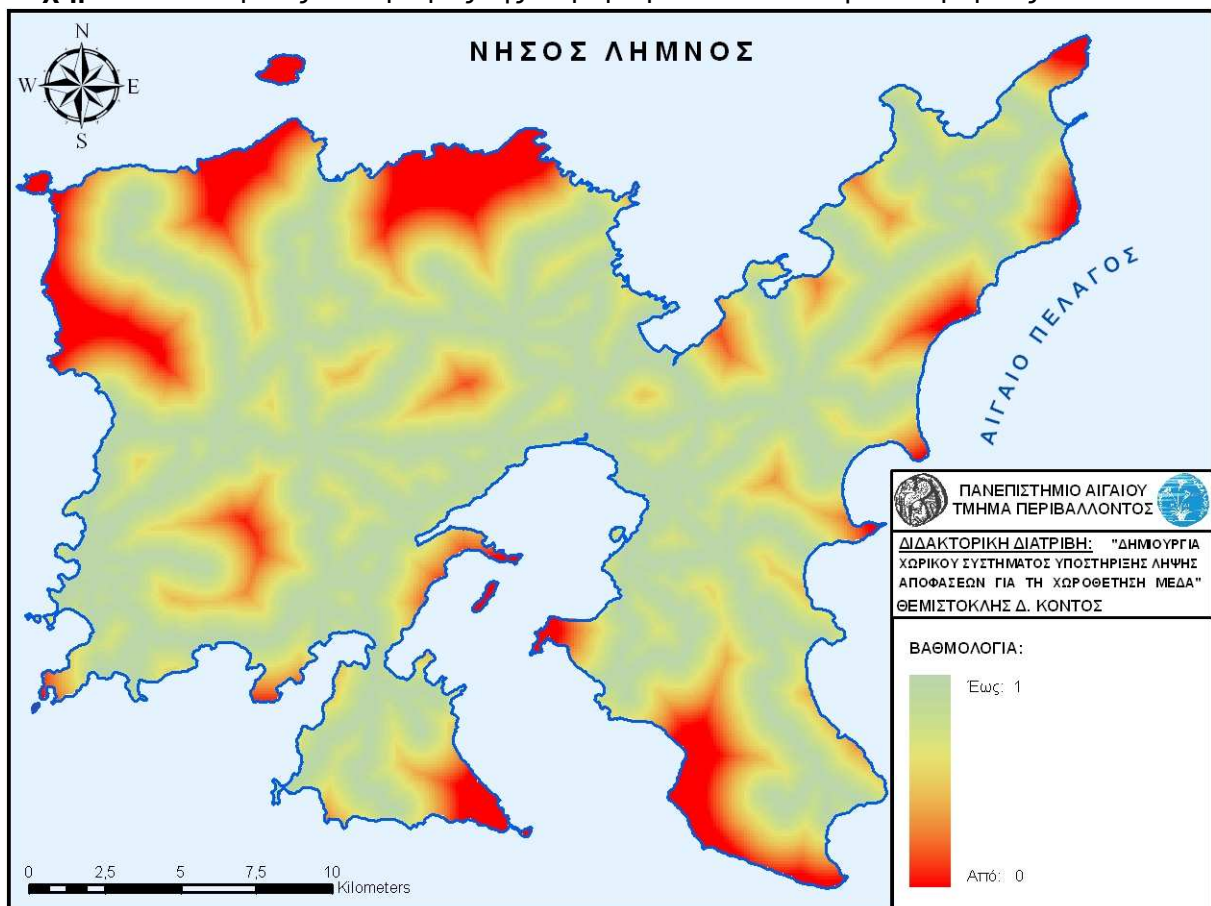 ΝΗΣΟΣ ΛΗΜΝΟΣ
N
W E
S
ΑΙΓΑΙΟ ΠΕΛΑΓΟΣ
ΠΑΝΕΠΙΣΤΗΜΙΟ ΑΙΓΑΙΟΥ
ΤΜΗΜΑ ΠΕΡΙΒΑΛΛΟΝΤΟΣ
ΔΙΔΑΚΤΟΡΙΚΗ ΔΙΑΤΡΙΒΗ: "ΔΗΜΙΟΥΡΓΙΑ
ΧΩΡΙΚΟΥ ΣΥΣΤΗΜΑΤΟΣ ΥΠΟΣΤΗΡΙΞΗΣ ΛΗΨΗΣ
ΑΠΟΦΑΣΕΩΝ ΓΙΑ ΤΗ ΧΩΡΟΘΕΤΗΣΗ ΜΕΔΑ"
ΘΕΜΙΣΤΟΚΛΗΣ Δ. ΚΟΝΤΟΣ
ΒΑΘΜΟΛΟΓΙΑ:
Έως: 1
Από: 0
0 2,5 5 7,5 10
Kilometers